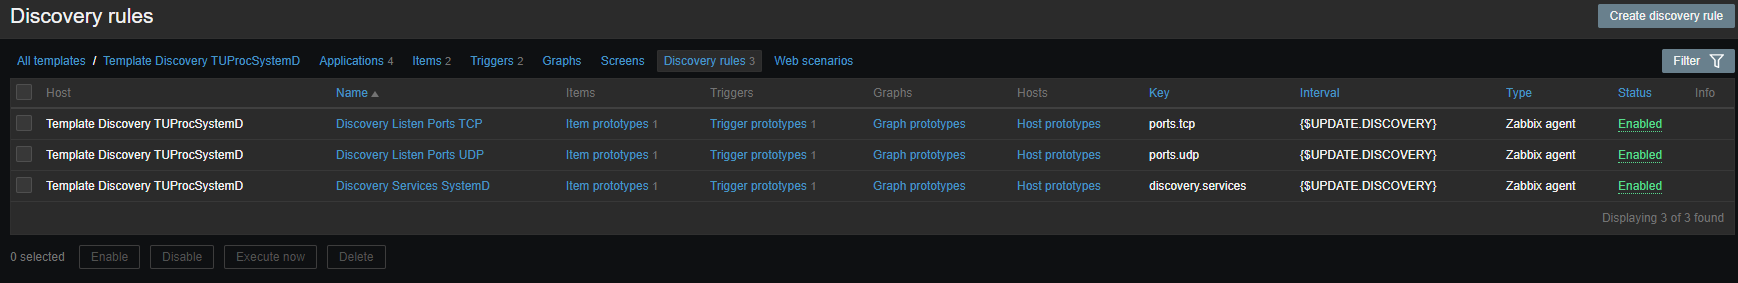 Discovery rules
Create discovery rule
All templates / Template Discovery TUProcSystemD Applications 4 Items 2 Triggers 2 Graphs Screens Discovery rules 3 Web scenarios Filter
Host Name Items Triggers Graphs Hosts Key Interval Type Status Info
Template Discovery TUProcSystemD Discovery Listen Ports TCP Item prototypes 1 Trigger prototypes 1 Graph prototypes Host prototypes ports.tcp {$UPDATE.DISCOVERY} Zabbix agent Enabled
Template Discovery TUProcSystemD Discovery Listen Ports UDP Item prototypes 1 Trigger prototypes 1 Graph prototypes Host prototypes ports.udp {$UPDATE.DISCOVERY} Zabbix agent Enabled
Template Discovery TUProcSystemD Discovery Services SystemD Item prototypes 1 Trigger prototypes 1 Graph prototypes Host prototypes discovery.services {$UPDATE.DISCOVERY} Zabbix agent Enabled
Displaying 3 of 3 found
0 selected Enable Disable Execute now Delete